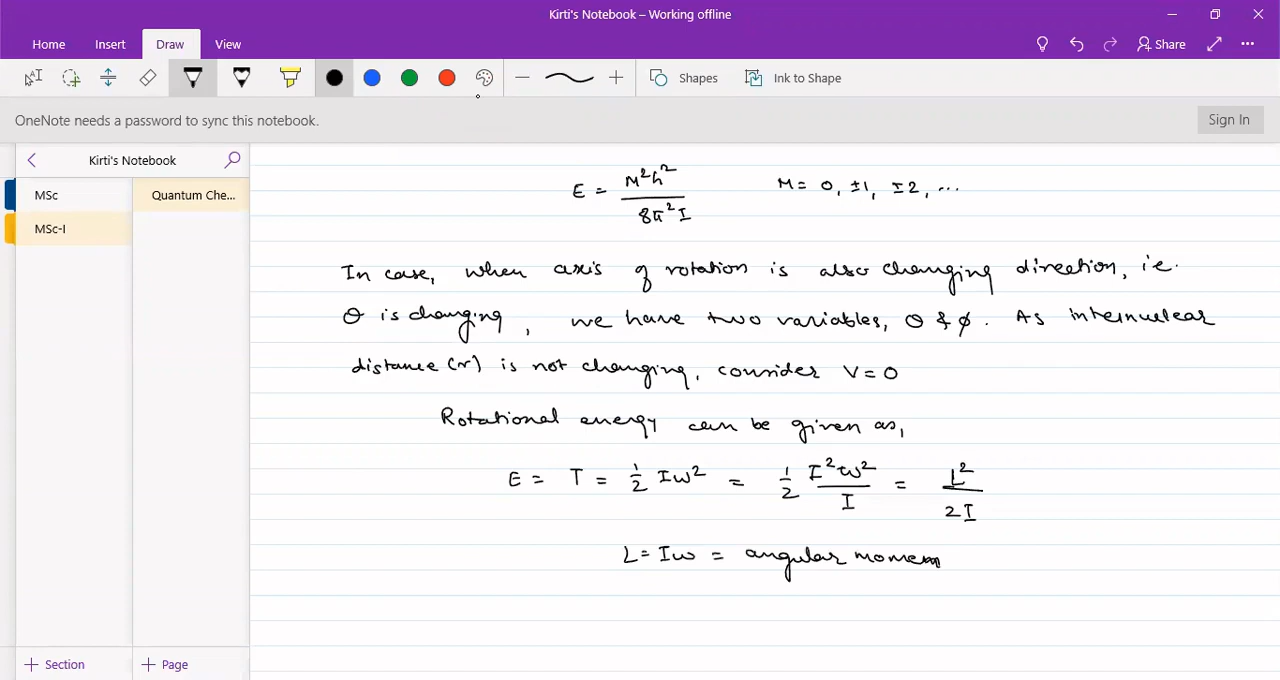 Kirti's Notebook – Working offline
Home Insert Draw View
Share
Shapes Ink to Shape
OneNote needs a password to sync this notebook. Sign In
Kirti's Notebook
MSc Quantum Che...
MSc-I
E = M²h² / 8π²I M = 0, ±1, ±2, ...
In case, when axis of rotation is also changing direction, i.e.
θ is changing, we have two variables, θ & φ. As internuclear
distance (r) is not changing, consider V = 0
Rotational energy can be given as,
E = T = 1/2 Iω² = 1/2 I²ω²/I = L²/2I
L = Iω = angular momen
+ Section + Page